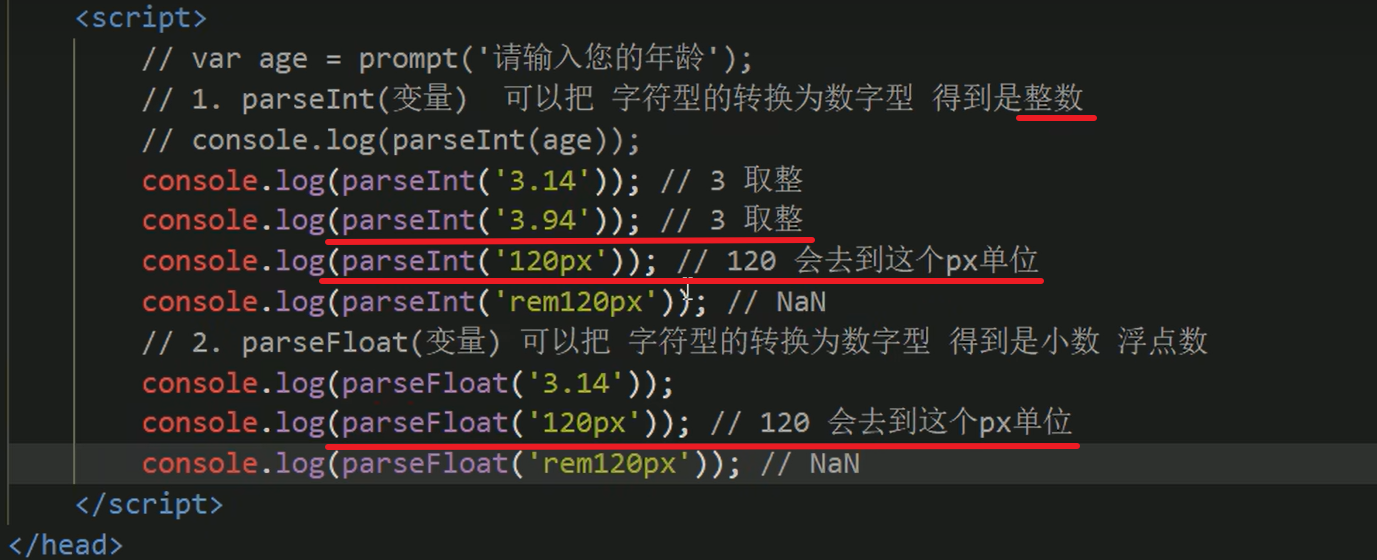 <script>
// var age = prompt('请输入您的年龄');
// 1. parseInt(变量)  可以把 字符型的转换为数字型 得到是整数
// console.log(parseInt(age));
console.log(parseInt('3.14')); // 3 取整
console.log(parseInt('3.94')); // 3 取整
console.log(parseInt('120px')); // 120 会去到这个px单位
console.log(parseInt('rem120px')); // NaN
// 2. parseFloat(变量) 可以把 字符型的转换为数字型 得到是小数 浮点数
console.log(parseFloat('3.14'));
console.log(parseFloat('120px')); // 120 会去到这个px单位
console.log(parseFloat('rem120px')); // NaN
</script>
</head>